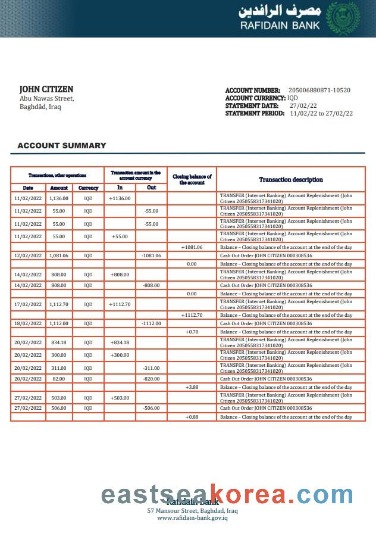 مصرف الرافدين
RAFIDAIN BANK
JOHN CITIZEN
Abu Nawas Street,
Baghdād, Iraq
ACCOUNT NUMBER: 205006880871-10520
ACCOUNT CURRENCY: IQD
STATEMENT DATE: 27/02/22
STATEMENT PERIOD: 11/02/22 to 27/02/22
ACCOUNT SUMMARY
Transactions, other operations
Transaction amount in the account currency
Closing balance of the account
Transaction description
Date Amount Currency In Out
11/02/2022 1,136.00 IQD +1136.00 TRANSFER (Internet Banking) Account Replenishment (John
Citizen 2050558317341020)
11/02/2022 55.00 IQD -55.00 TRANSFER (Internet Banking) Account Replenishment (John
Citizen 2050558317341020)
11/02/2022 55.00 IQD -55.00 TRANSFER (Internet Banking) Account Replenishment (John
Citizen 2050558317341020)
11/02/2022 55.00 IQD +55.00 TRANSFER (Internet Banking) Account Replenishment (John
Citizen 2050558317341020)
+1081.06 Balance – Closing balance of the account at the end of the day
12/02/2022 1,081.06 IQD -1081.06 Cash Out Order JOHN CITIZEN 000300536
0.00 Balance – Closing balance of the account at the end of the day
14/02/2022 808.00 IQD +808.00 TRANSFER (Internet Banking) Account Replenishment (John
Citizen 2050558317341020)
14/02/2022 808.00 IQD -808.00 Cash Out Order JOHN CITIZEN 000300536
0.00 Balance – Closing balance of the account at the end of the day
17/02/2022 1,112.70 IQD +1112.70 TRANSFER (Internet Banking) Account Replenishment (John
Citizen 2050558317341020)
+1112.70 Balance – Closing balance of the account at the end of the day
18/02/2022 1,112.00 IQD -1112.00 Cash Out Order JOHN CITIZEN 000300536
+0.70 Balance – Closing balance of the account at the end of the day
20/02/2022 834.18 IQD +834.18 TRANSFER (Internet Banking) Account Replenishment (John
Citizen 2050558317341020)
20/02/2022 300.00 IQD +300.00 TRANSFER (Internet Banking) Account Replenishment (John
Citizen 2050558317341020)
20/02/2022 311.00 IQD -311.00 TRANSFER (Internet Banking) Account Replenishment (John
Citizen 2050558317341020)
20/02/2022 82.00 IQD -820.00 Cash Out Order JOHN CITIZEN 000300536
+3.88 Balance – Closing balance of the account at the end of the day
27/02/2022 503.00 IQD +503.00 TRANSFER (Internet Banking) Account Replenishment (John
Citizen 2050558317341020)
27/02/2022 506.00 IQD -506.00 Cash Out Order JOHN CITIZEN 000300536
+0.88 Balance – Closing balance of the account at the end of the day
eastseakorea.com
Rafidain Bank
57 Mansour Street, Baghdad, Iraq
www.rafidain-bank.gov.iq